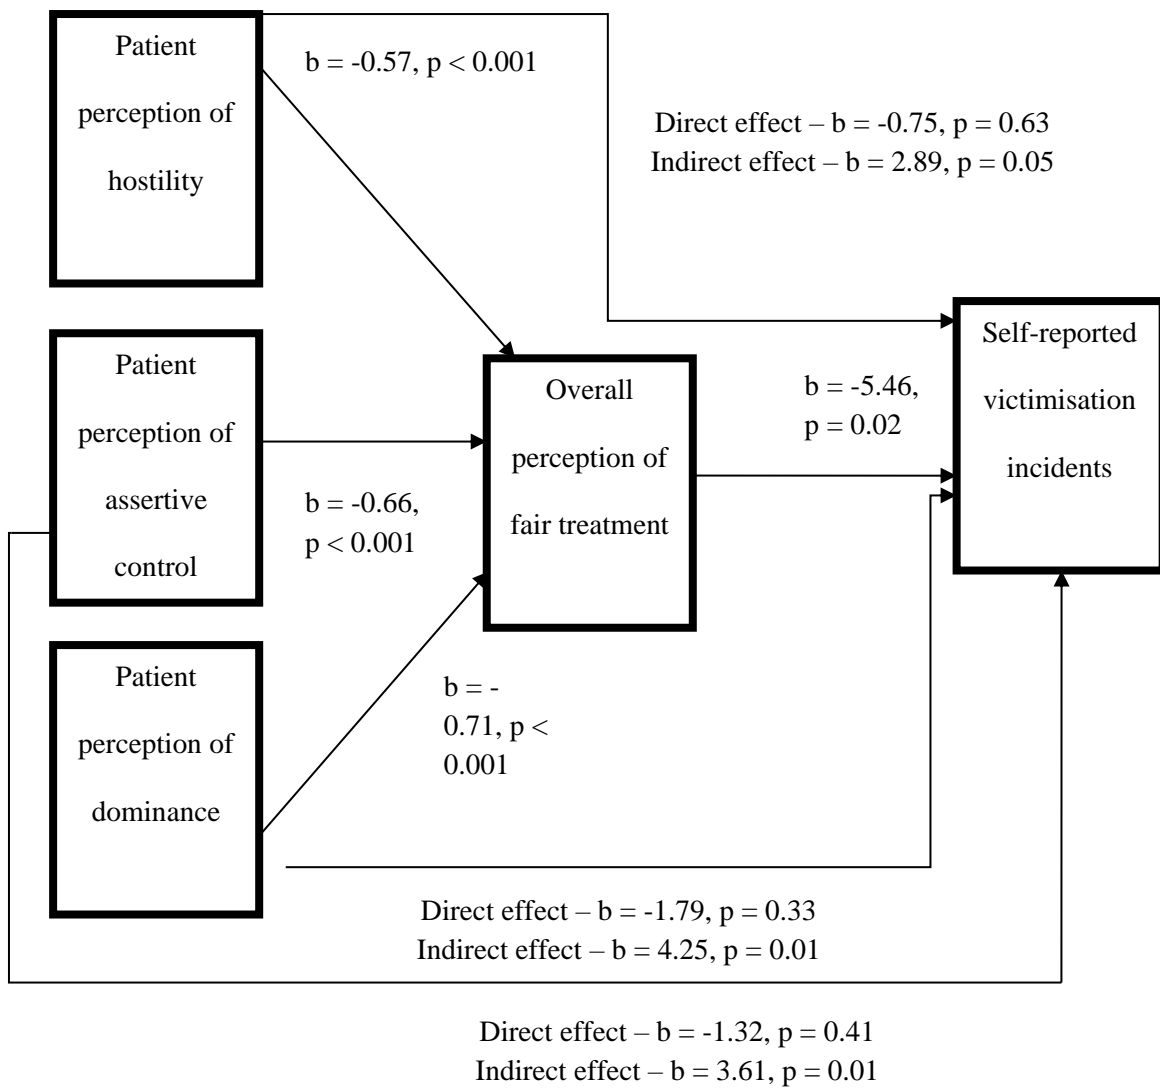 Patient
perception of
hostility
b = -0.57, p < 0.001
Direct effect – b = -0.75, p = 0.63
Indirect effect – b = 2.89, p = 0.05
Patient
perception of
assertive
control
b = -0.66,
p < 0.001
Overall
perception of
fair treatment
b = -5.46,
p = 0.02
Self-reported
victimisation
incidents
Patient
perception of
dominance
b = -
0.71, p <
0.001
Direct effect – b = -1.79, p = 0.33
Indirect effect – b = 4.25, p = 0.01
Direct effect – b = -1.32, p = 0.41
Indirect effect – b = 3.61, p = 0.01